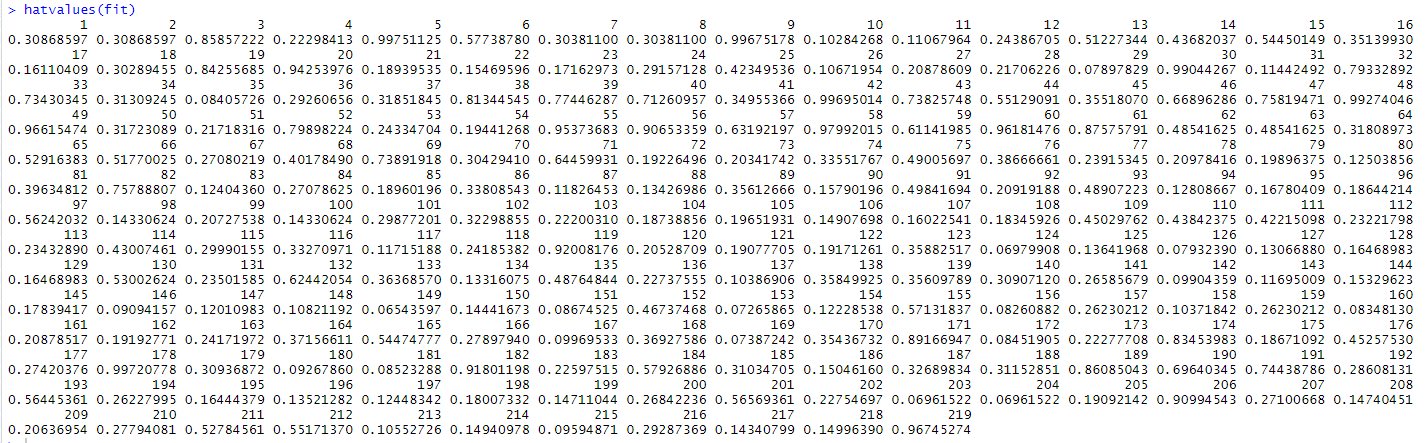 > hatvalues(fit)
1 2 3 4 5 6 7 8 9 10 11 12 13 14 15 16
0.30868597 0.30868597 0.85857222 0.22298413 0.99751125 0.57738780 0.30381100 0.30381100 0.99675178 0.10284268 0.11067964 0.24386705 0.51227344 0.43682037 0.54450149 0.35139930
17 18 19 20 21 22 23 24 25 26 27 28 29 30 31 32
0.16110409 0.30289455 0.84255685 0.94253976 0.18939535 0.15469596 0.17162973 0.29157128 0.42349536 0.10671954 0.20878609 0.21706226 0.07897829 0.99044267 0.11442492 0.79332892
33 34 35 36 37 38 39 40 41 42 43 44 45 46 47 48
0.73430345 0.31309245 0.08405726 0.29260656 0.31851845 0.81344545 0.77446287 0.71260957 0.34955366 0.99695014 0.73825748 0.55129091 0.35518070 0.66896286 0.75819471 0.99274046
49 50 51 52 53 54 55 56 57 58 59 60 61 62 63 64
0.96615474 0.31723089 0.21718316 0.79898224 0.24334704 0.19441268 0.95373683 0.90653359 0.63192197 0.97992015 0.61141985 0.96181476 0.87575791 0.48541625 0.48541625 0.31808973
65 66 67 68 69 70 71 72 73 74 75 76 77 78 79 80
0.52916383 0.51770025 0.27080219 0.40178490 0.73891918 0.30429410 0.64459931 0.19226496 0.20341742 0.33551767 0.49005697 0.38666661 0.23915345 0.20978416 0.19896375 0.12503856
81 82 83 84 85 86 87 88 89 90 91 92 93 94 95 96
0.39634812 0.75788807 0.12404360 0.27078625 0.18960196 0.33808543 0.11826453 0.13426986 0.35612666 0.15790196 0.49841694 0.20919188 0.48907223 0.12808667 0.16780409 0.18644214
97 98 99 100 101 102 103 104 105 106 107 108 109 110 111 112
0.56242032 0.14330624 0.20727538 0.14330624 0.29877201 0.32298855 0.22200310 0.18738856 0.19651931 0.14907698 0.16022541 0.18345926 0.45029762 0.43842375 0.42215098 0.23221798
113 114 115 116 117 118 119 120 121 122 123 124 125 126 127 128
0.23432890 0.43007461 0.29990155 0.33270971 0.11715188 0.24185382 0.92008176 0.20528709 0.19077705 0.19171261 0.35882517 0.06979908 0.13641968 0.07932390 0.13066880 0.16468983
129 130 131 132 133 134 135 136 137 138 139 140 141 142 143 144
0.16468983 0.53002624 0.23501585 0.62442054 0.36368570 0.13316075 0.48764844 0.22737555 0.10386906 0.35849925 0.35609789 0.30907120 0.26585679 0.09904359 0.11695009 0.15329623
145 146 147 148 149 150 151 152 153 154 155 156 157 158 159 160
0.17839417 0.09094157 0.12010983 0.10821192 0.06543597 0.14441673 0.08674525 0.46737468 0.07265865 0.12228538 0.57131837 0.08260882 0.26230212 0.10371842 0.26230212 0.08348130
161 162 163 164 165 166 167 168 169 170 171 172 173 174 175 176
0.20878517 0.19192771 0.24171972 0.37156611 0.54474777 0.27897940 0.09969533 0.36927586 0.07387242 0.35436732 0.89166947 0.08451905 0.22277708 0.83453983 0.18671092 0.45257530
177 178 179 180 181 182 183 184 185 186 187 188 189 190 191 192
0.27420376 0.99720778 0.30936872 0.09267860 0.08523288 0.91801198 0.22597515 0.57926886 0.31034705 0.15046160 0.32689834 0.31152851 0.86085043 0.69640345 0.74438786 0.28608131
193 194 195 196 197 198 199 200 201 202 203 204 205 206 207 208
0.56445361 0.26227995 0.16444379 0.13521282 0.12448342 0.18007332 0.14711044 0.26842236 0.56569361 0.22754697 0.06961522 0.06961522 0.19092142 0.90994543 0.27100668 0.14740451
209 210 211 212 213 214 215 216 217 218 219
0.20636954 0.27794081 0.52784561 0.55171370 0.10552726 0.14940978 0.09594871 0.29287369 0.14340799 0.14996390 0.96745274